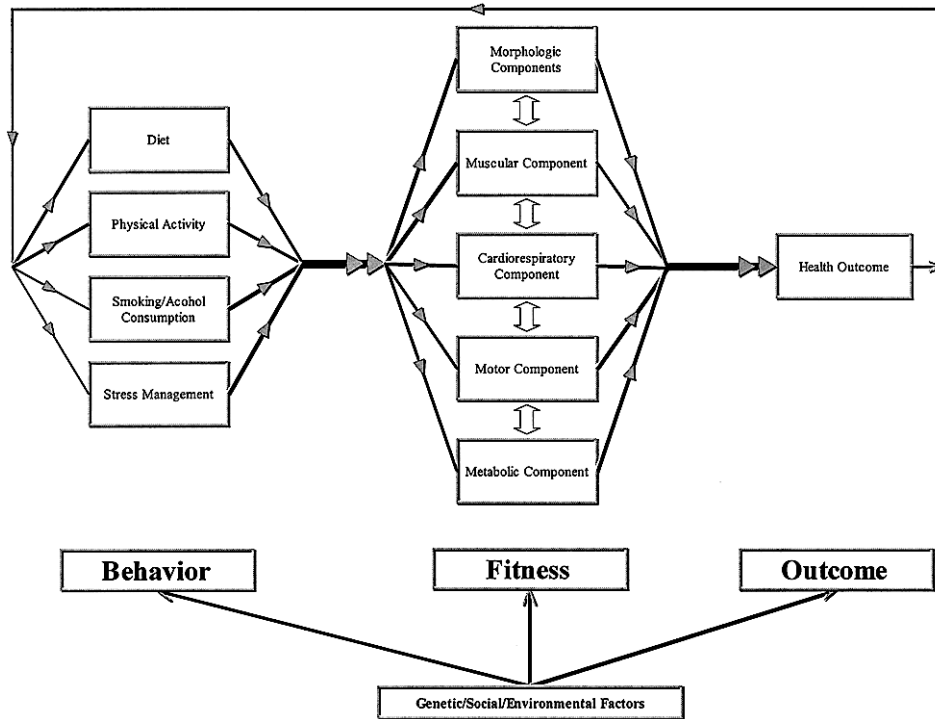 Morphologic
Components
Diet
Muscular Component
Physical Activity
Cardiorespiratory
Component
Health Outcome
Smoking/Acohol
Consumption
Motor Component
Stress Management
Metabolic Component
Behavior
Fitness
Outcome
Genetic/Social/Environmental Factors